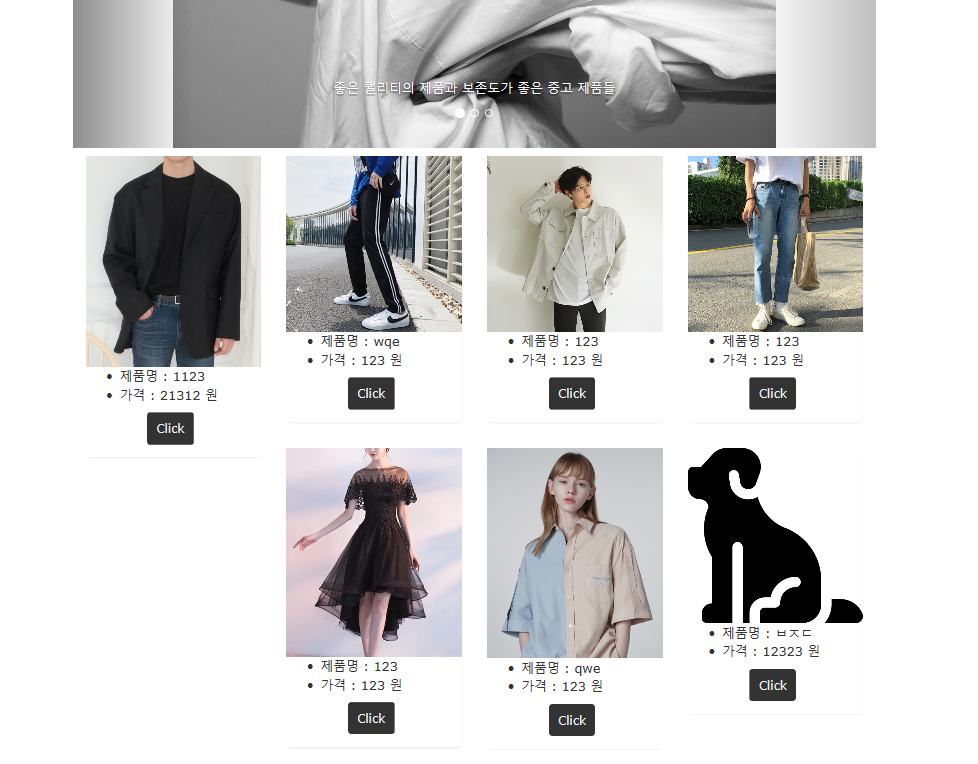 좋은 퀄리티의 제품과 보존도가 좋은 중고 제품들
제품명 : 1123
가격 : 21312 원
Click
제품명 : wqe
가격 : 123 원
Click
제품명 : 123
가격 : 123 원
Click
제품명 : 123
가격 : 123 원
Click
제품명 : 123
가격 : 123 원
Click
제품명 : qwe
가격 : 123 원
Click
제품명 : ㅂㅈㄷ
가격 : 12323 원
Click